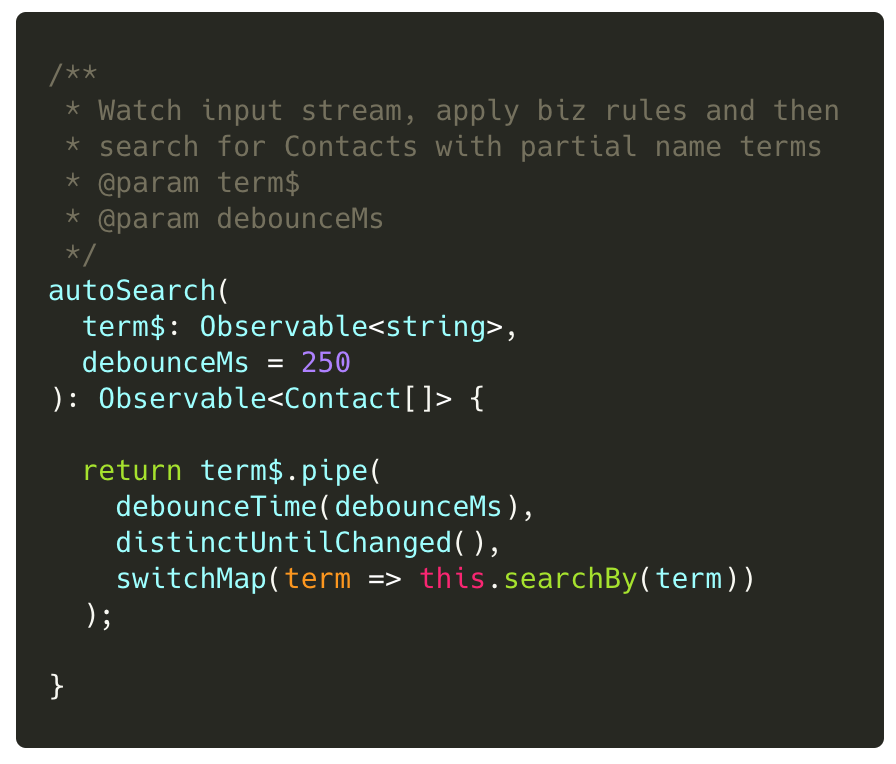 /**
 * Watch input stream, apply biz rules and then
 * search for Contacts with partial name terms
 * @param term$
 * @param debounceMs
 */
autoSearch(
  term$: Observable<string>,
  debounceMs = 250
): Observable<Contact[]> {
  return term$.pipe(
    debounceTime(debounceMs),
    distinctUntilChanged(),
    switchMap(term => this.searchBy(term))
  );
}